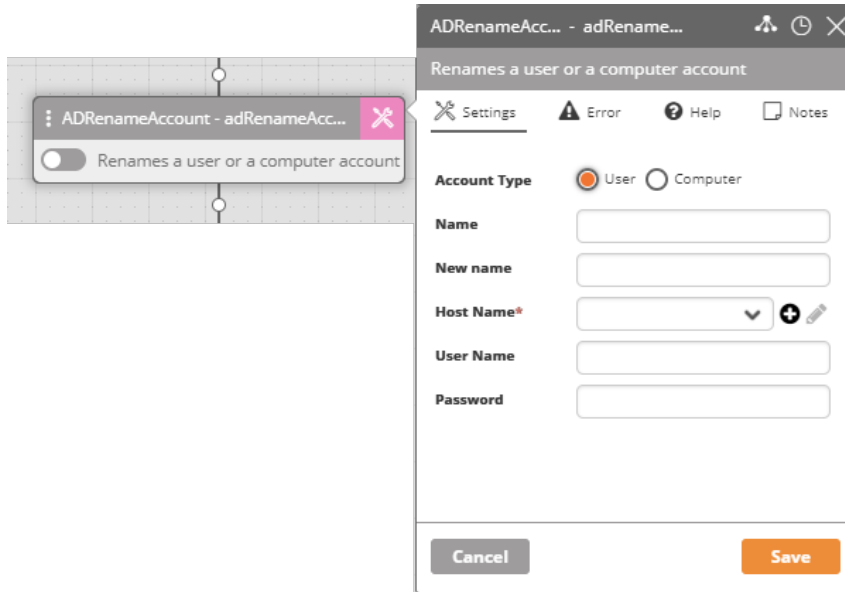 ADRenameAccount - adRenameAcc...
Renames a user or a computer account
ADRenameAcc... - adRename...
Renames a user or a computer account
Settings Error Help Notes
Account Type User Computer
Name
New name
Host Name*
User Name
Password
Cancel Save